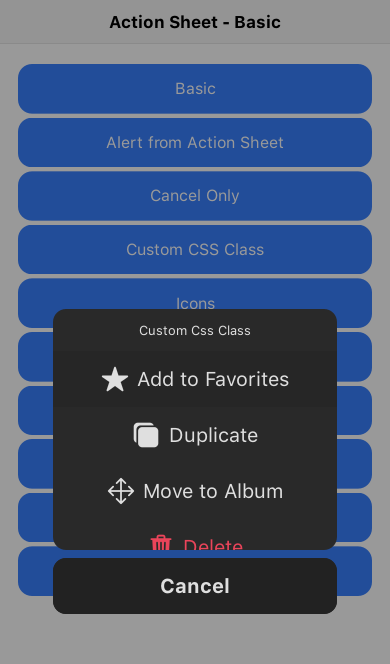 Action Sheet - Basic
Basic
Alert from Action Sheet
Cancel Only
Custom CSS Class
Icons
Custom Css Class
Add to Favorites
Duplicate
Move to Album
Delete
Cancel